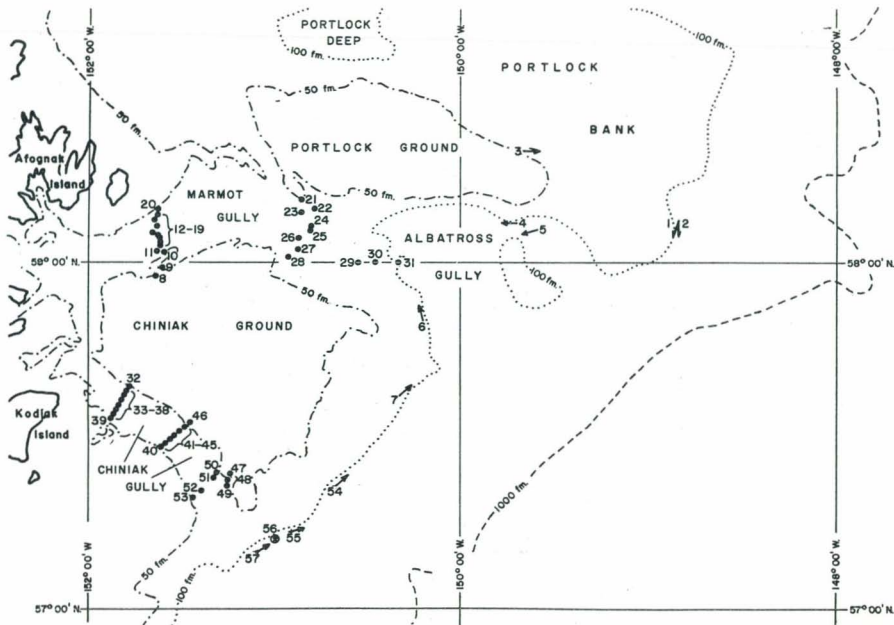 152°00' W.
PORTLOCK
DEEP
100 fm.
150°00' W.
PORTLOCK
100 fm.
148°00' W.
50 fm.
50 fm.
BANK
Afognak
Island
PORTLOCK GROUND
3
MARMOT
GULLY
50 fm.
20
21
22
23
24
12-19
25
26
27
28
11
10
9
8
ALBATROSS
GULLY
4
5
1
2
58°00' N.
29
30
31
100 fm.
58°00' N.
50 fm.
CHINIAK GROUND
6
7
32
33-38
39
Kodiak
Island
46
41-45
40
CHINIAK
GULLY
50
47
51
48
49
52
53
54
1000 fm.
56
55
57
50 fm.
100 fm.
152°00' W.
150°00' W.
148°00' W.
57°00' N.
57°00' N.